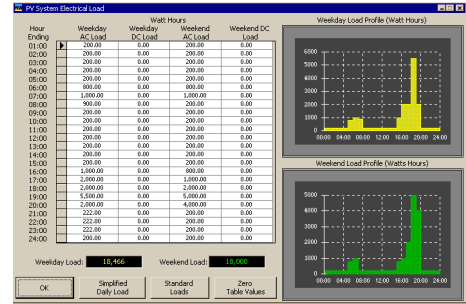 PV System Electrical Load
Watt Hours
Hour Ending Weekday AC Load Weekday DC Load Weekend AC Load Weekend DC Load
01:00 200.00 0.00 200.00 0.00
02:00 200.00 0.00 200.00 0.00
03:00 200.00 0.00 200.00 0.00
04:00 200.00 0.00 200.00 0.00
05:00 200.00 0.00 200.00 0.00
06:00 800.00 0.00 800.00 0.00
07:00 1,000.00 0.00 1,000.00 0.00
08:00 900.00 0.00 200.00 0.00
09:00 200.00 0.00 200.00 0.00
10:00 200.00 0.00 200.00 0.00
11:00 200.00 0.00 200.00 0.00
12:00 200.00 0.00 200.00 0.00
13:00 200.00 0.00 200.00 0.00
14:00 200.00 0.00 200.00 0.00
15:00 200.00 0.00 200.00 0.00
16:00 1,000.00 0.00 800.00 0.00
17:00 2,000.00 0.00 1,000.00 0.00
18:00 2,000.00 0.00 2,000.00 0.00
19:00 5,500.00 0.00 5,000.00 0.00
20:00 2,000.00 0.00 4,000.00 0.00
21:00 222.00 0.00 200.00 0.00
22:00 222.00 0.00 200.00 0.00
23:00 222.00 0.00 200.00 0.00
24:00 200.00 0.00 200.00 0.00
Weekday Load: 18,466 Weekend Load: 18,000
OK
Simplified Daily Load
Standard Loads
Zero Table Values
Weekday Load Profile (Watt Hours)
6000
5000
4000
3000
2000
1000
0
00:00 04:00 08:00 12:00 16:00 20:00 24:00
Weekend Load Profile (Watts Hours)
5000
4000
3000
2000
1000
0
00:00 04:00 08:00 12:00 16:00 20:00 24:00